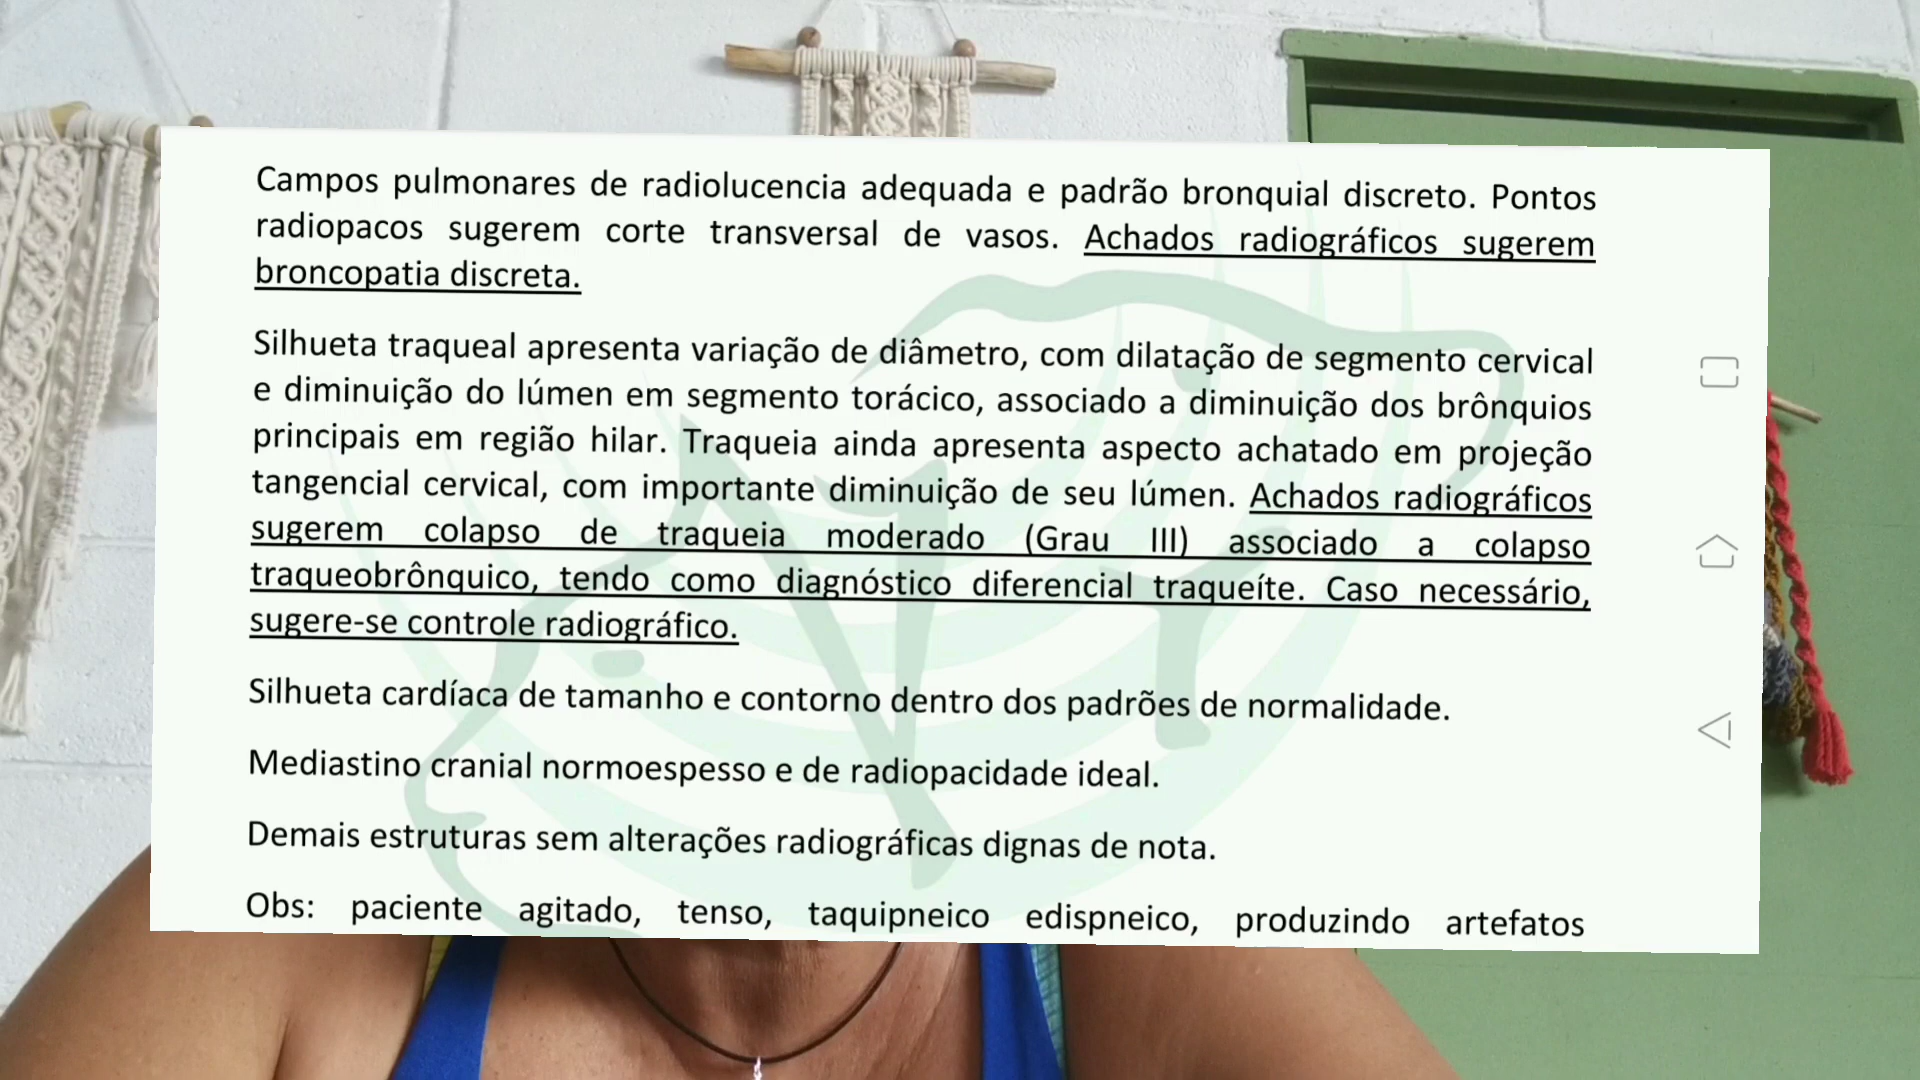 Campos pulmonares de radiolucencia adequada e padrão bronquial discreto. Pontos
radiopacos sugerem corte transversal de vasos. Achados radiográficos sugerem
broncopatia discreta.
Silhueta traqueal apresenta variação de diâmetro, com dilatação de segmento cervical
e diminuição do lúmen em segmento torácico, associado a diminuição dos brônquios
principais em região hilar. Traqueia ainda apresenta aspecto achatado em projeção
tangencial cervical, com importante diminuição de seu lúmen. Achados radiográficos
sugerem colapso de traqueia moderado (Grau III) associado a colapso
traqueobrônquico, tendo como diagnóstico diferencial traqueíte. Caso necessário,
sugere-se controle radiográfico.
Silhueta cardíaca de tamanho e contorno dentro dos padrões de normalidade.
Mediastino cranial normoespesso e de radiopacidade ideal.
Demais estruturas sem alterações radiográficas dignas de nota.
Obs: paciente agitado, tenso, taquipneico edispneico, produzindo artefatos